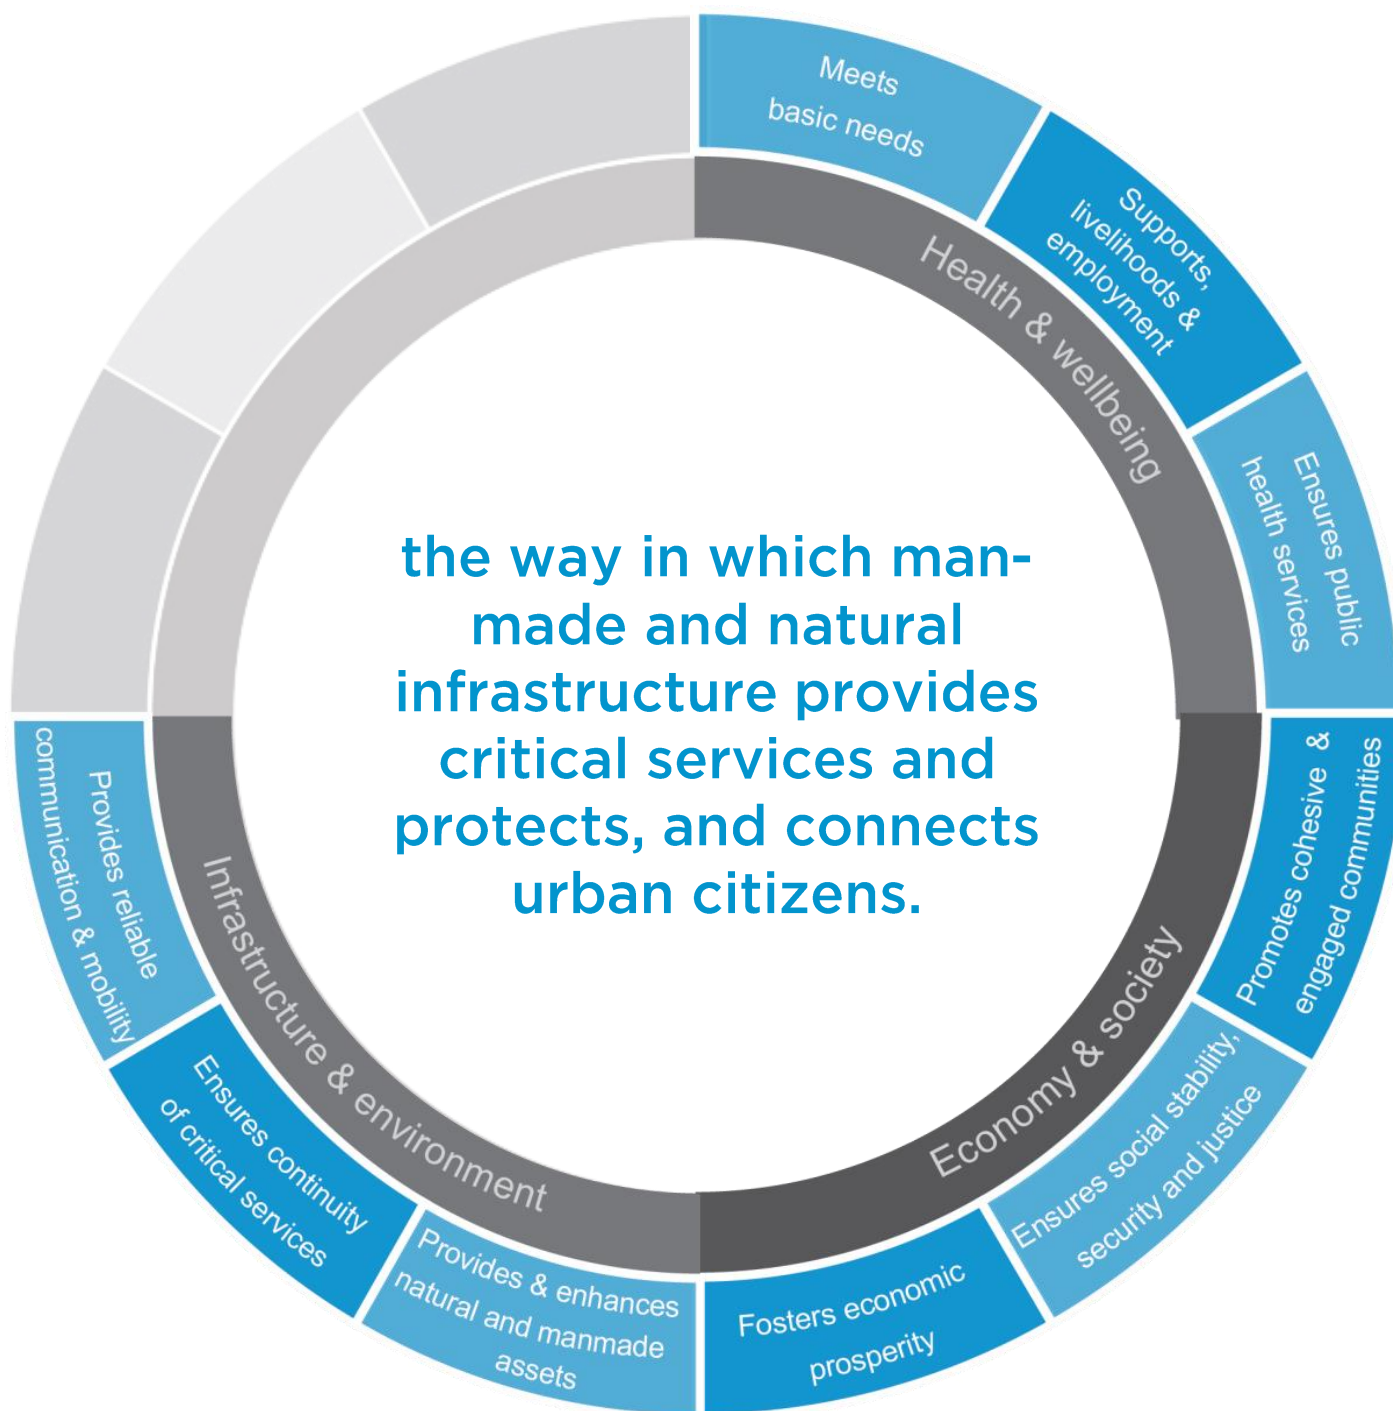 Meets
basic needs
Supports,
livelihoods &
employment
Ensures public
health services
Promotes cohesive &
engaged communities
Ensures social stability,
security and justice
Fosters economic
prosperity
Provides & enhances
natural and manmade
assets
Ensures continuity
of critical services
Provides reliable
communication & mobility
Health & wellbeing
Economy & society
Infrastructure & environment
the way in which man-
made and natural
infrastructure provides
critical services and
protects, and connects
urban citizens.